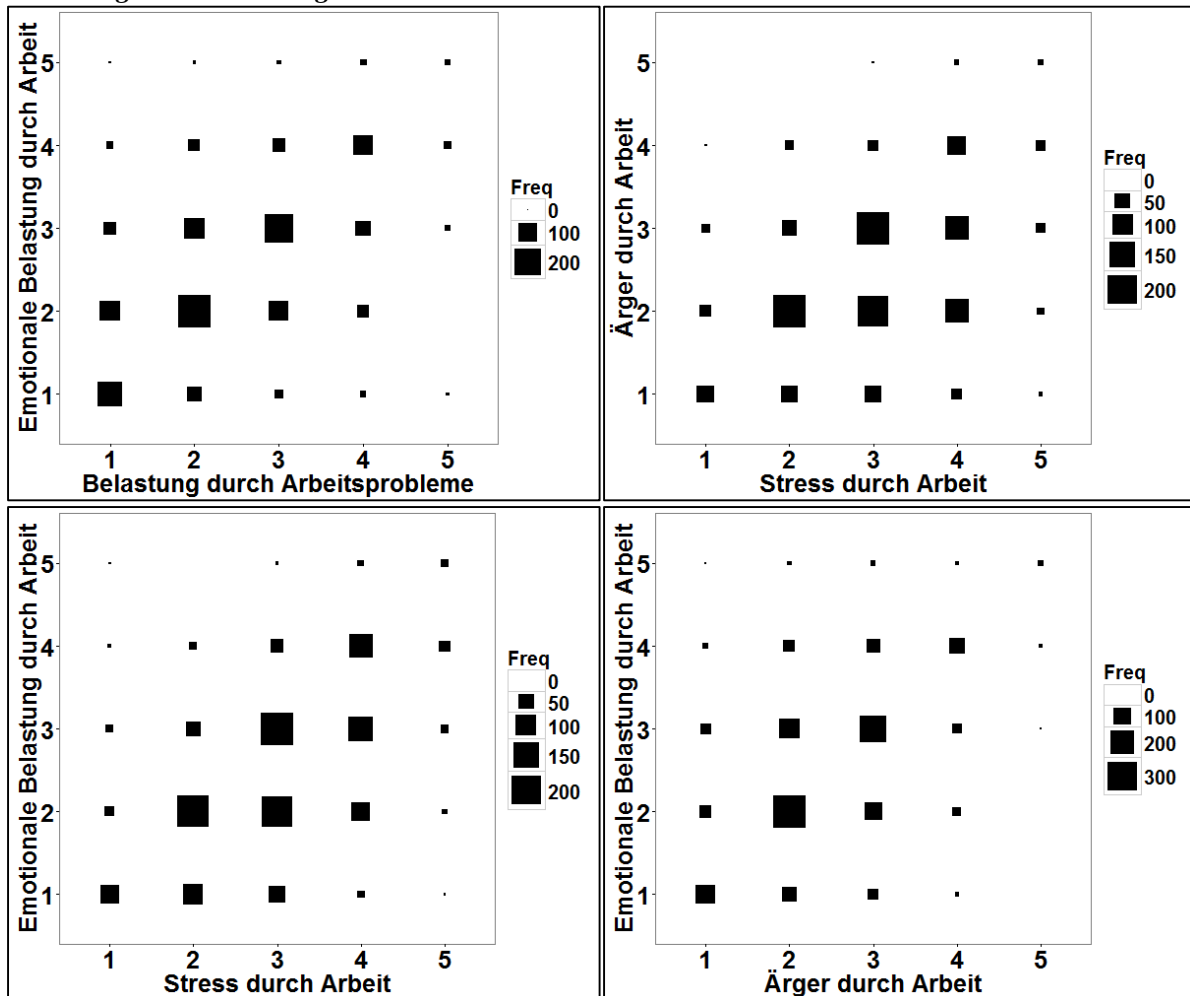 Emotionale Belastung durch Arbeit
5
4
3
2
1
1 2 3 4 5
Belastung durch Arbeitsprobleme
Freq
0
100
200
Ärger durch Arbeit
5
4
3
2
1
1 2 3 4 5
Stress durch Arbeit
Freq
0
50
100
150
200
Emotionale Belastung durch Arbeit
5
4
3
2
1
1 2 3 4 5
Stress durch Arbeit
Freq
0
50
100
150
200
Emotionale Belastung durch Arbeit
5
4
3
2
1
1 2 3 4 5
Ärger durch Arbeit
Freq
0
100
200
300